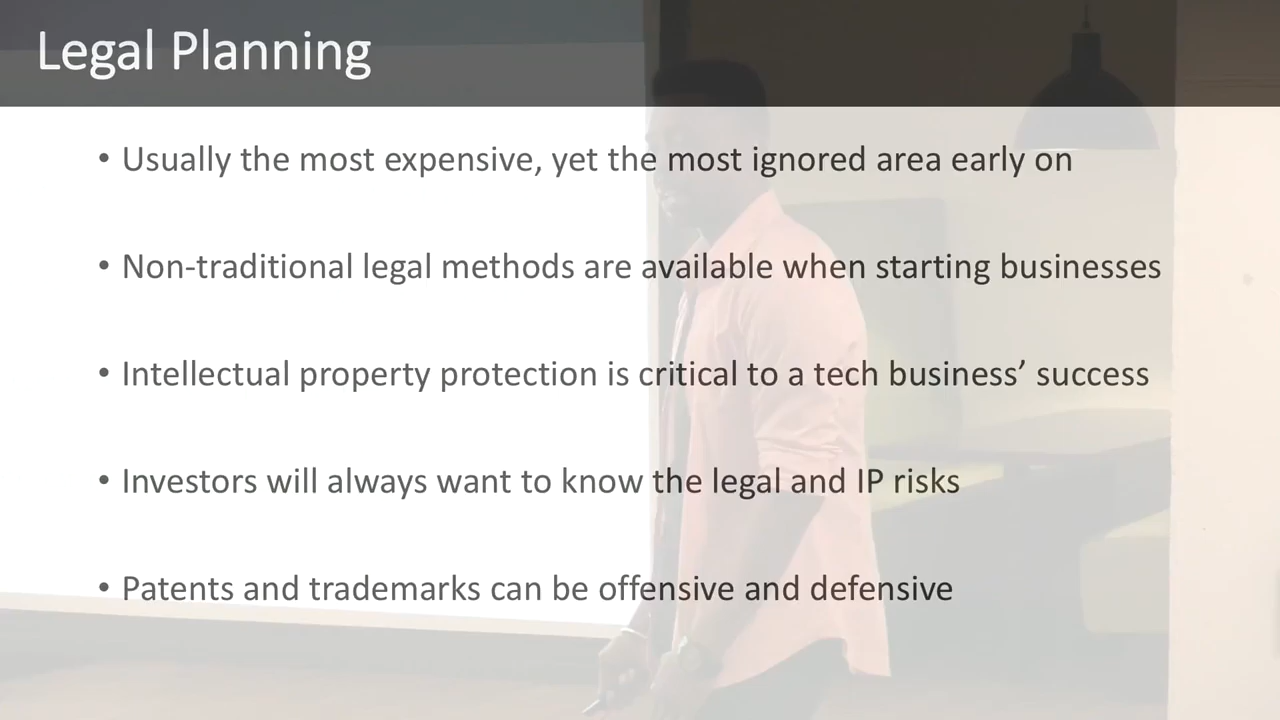 Legal Planning
• Usually the most expensive, yet the most ignored area early on
• Non-traditional legal methods are available when starting businesses
• Intellectual property protection is critical to a tech business’ success
• Investors will always want to know the legal and IP risks
• Patents and trademarks can be offensive and defensive